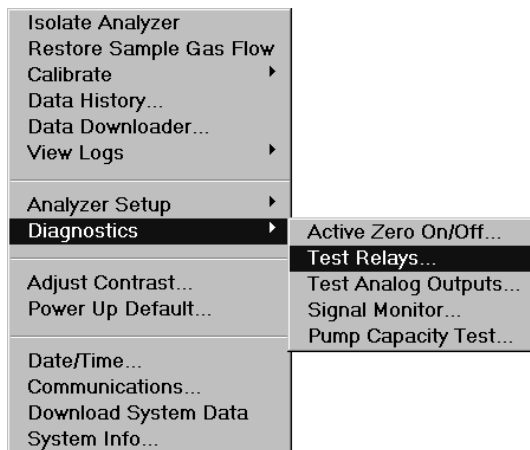 Isolate Analyzer
Restore Sample Gas Flow
Calibrate
Data History...
Data Downloader...
View Logs
Analyzer Setup
Diagnostics
Active Zero On/Off...
Test Relays...
Test Analog Outputs...
Signal Monitor...
Pump Capacity Test...
Adjust Contrast...
Power Up Default...
Date/Time...
Communications...
Download System Data
System Info...